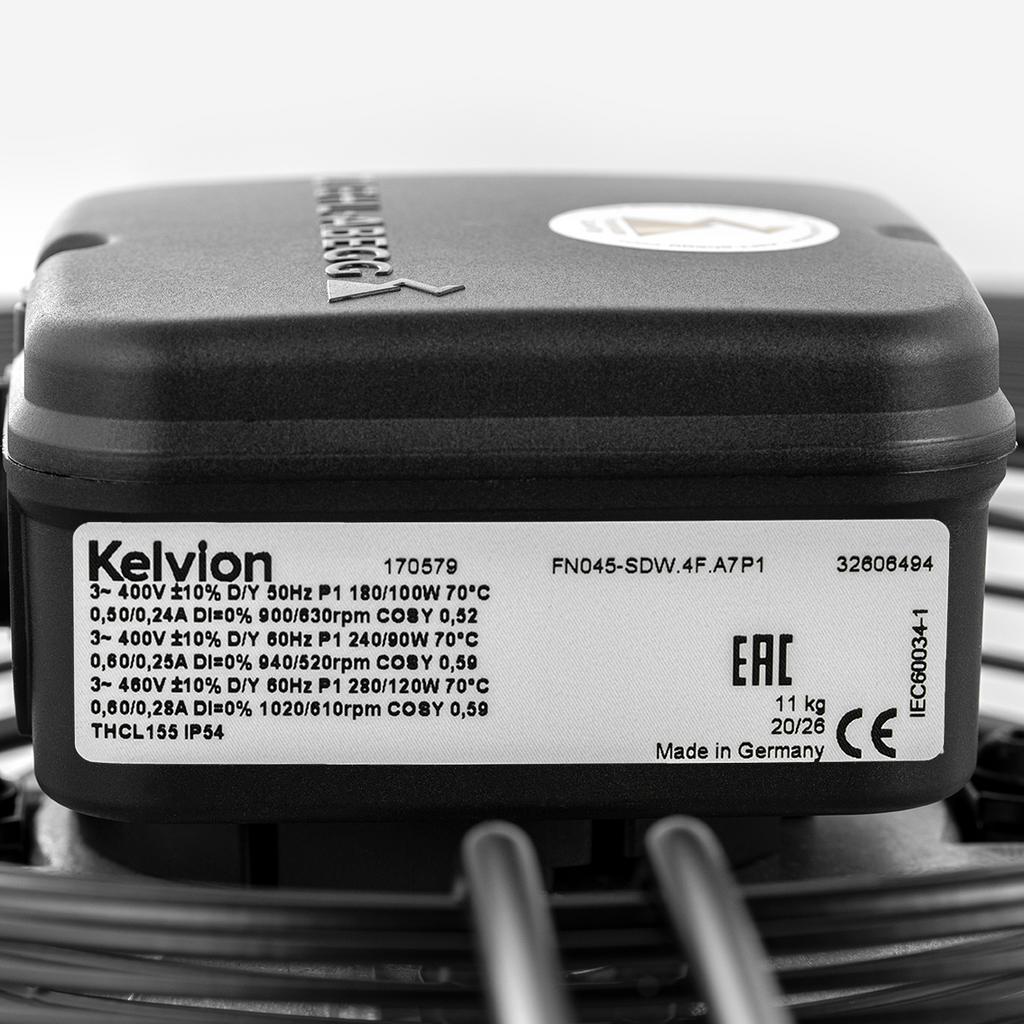 ZIEHL-ABEGG
Kelvion 170579 FN045-SDW.4F.A7P1 32606494
3~ 400V ±10% D/Y 50Hz P1 180/100W 70°C
0,50/0,24A DI=0% 900/630rpm COSY 0,52
3~ 400V ±10% D/Y 60Hz P1 240/90W 70°C
0,60/0,25A DI=0% 940/520rpm COSY 0,59
3~ 460V ±10% D/Y 60Hz P1 280/120W 70°C
0,60/0,28A DI=0% 1020/610rpm COSY 0,59
THCL155 IP54
EAC
11 kg
20/26
Made in Germany
CE
IEC60034-1